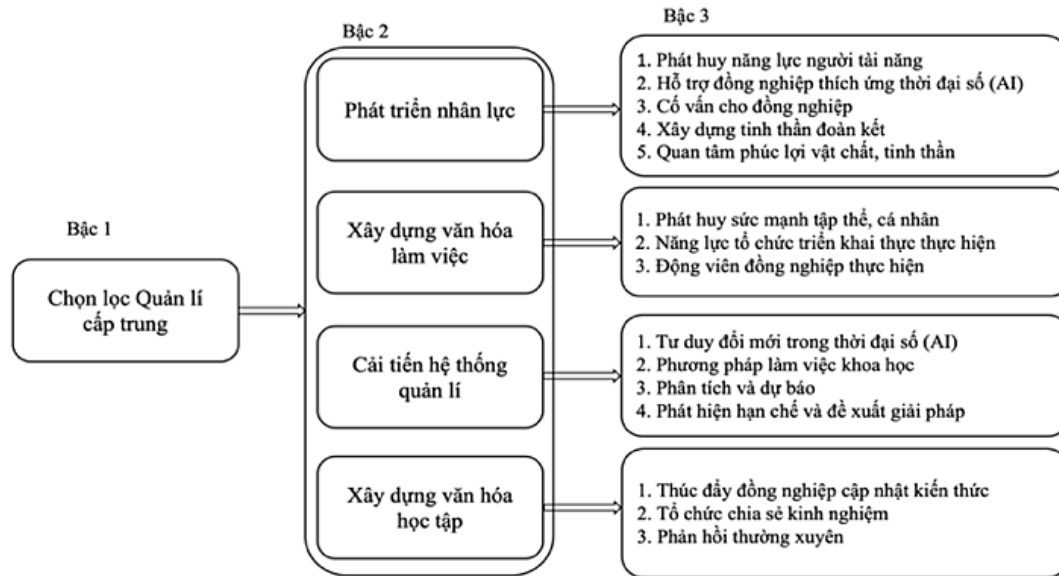 Bậc 3
Bậc 2
1. Phát huy năng lực người tài năng
2. Hỗ trợ đồng nghiệp thích ứng thời đại số (AI)
3. Cố vấn cho đồng nghiệp
4. Xây dựng tinh thần đoàn kết
5. Quan tâm phúc lợi vật chất, tinh thần
Phát triển nhân lực
Bậc 1
Xây dựng văn hóa
làm việc
1. Phát huy sức mạnh tập thể, cá nhân
2. Năng lực tổ chức triển khai thực thực hiện
3. Động viên đồng nghiệp thực hiện
Chọn lọc Quản lí
cấp trung
Cải tiến hệ thống
quản lí
1. Tư duy đổi mới trong thời đại số (AI)
2. Phương pháp làm việc khoa học
3. Phân tích và dự báo
4. Phát hiện hạn chế và đề xuất giải pháp
Xây dựng văn hóa
học tập
1. Thúc đẩy đồng nghiệp cập nhật kiến thức
2. Tổ chức chia sẻ kinh nghiệm
3. Phản hồi thường xuyên